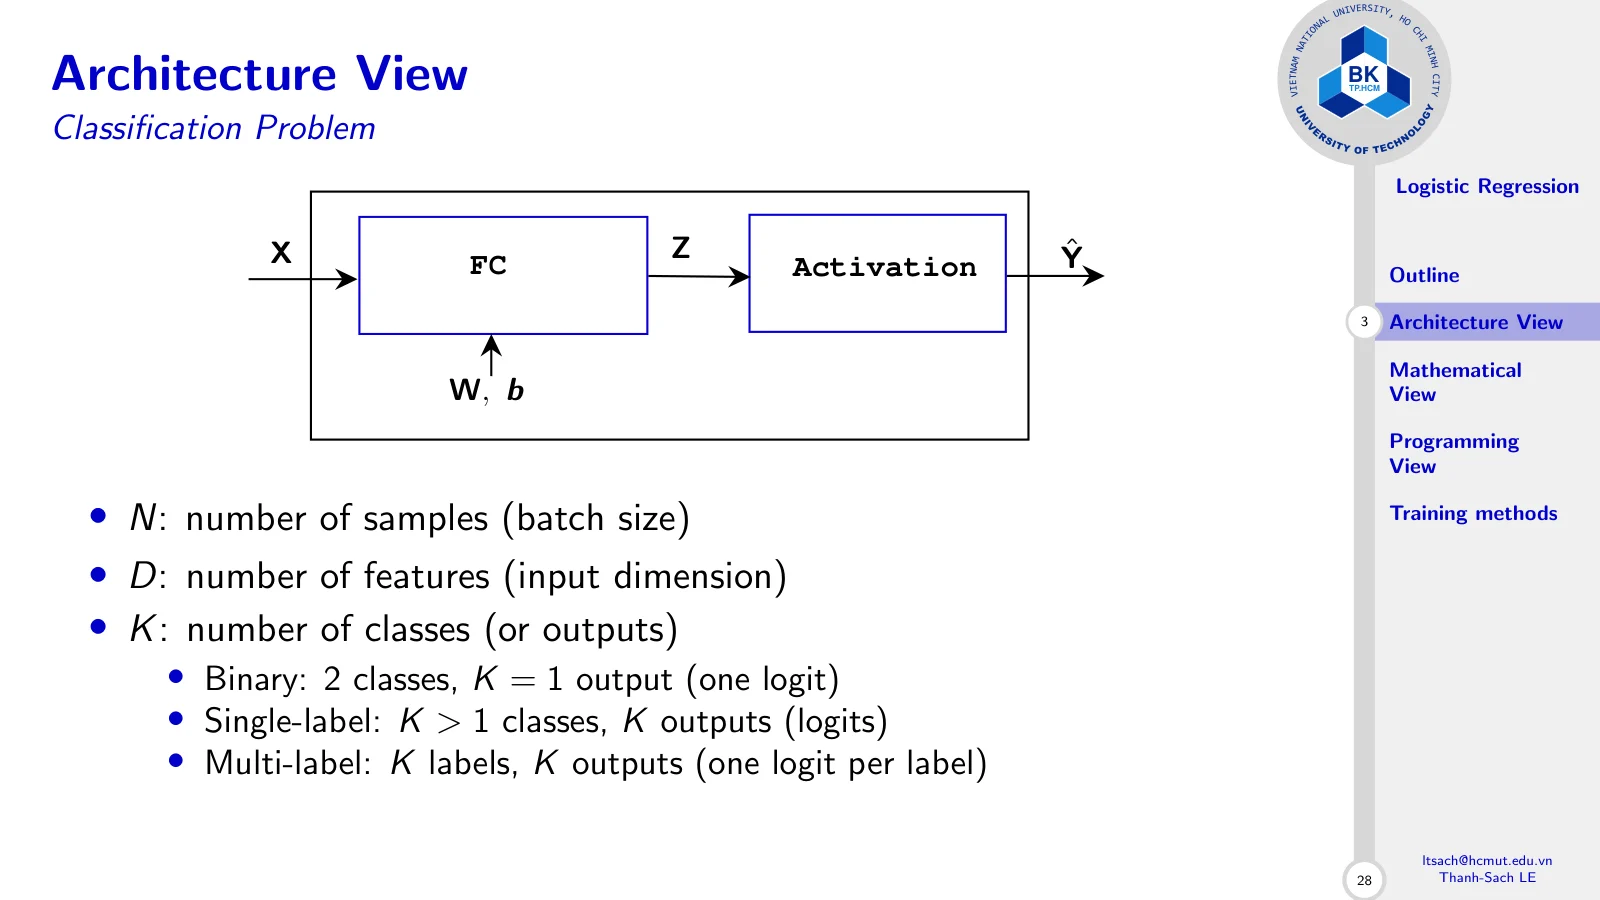 Architecture View
Classification Problem
X
FC
Z
Activation
Ŷ
W, b
• N: number of samples (batch size)
• D: number of features (input dimension)
• K: number of classes (or outputs)
• Binary: 2 classes, K = 1 output (one logit)
• Single-label: K > 1 classes, K outputs (logits)
• Multi-label: K labels, K outputs (one logit per label)
VIETNAM NATIONAL UNIVERSITY, HO CHI MINH CITY
BK
TP.HCM
UNIVERSITY OF TECHNOLOGY
Logistic Regression
Outline
3
Architecture View
Mathematical
View
Programming
View
Training methods
ltsach@hcmut.edu.vn
Thanh-Sach LE
28